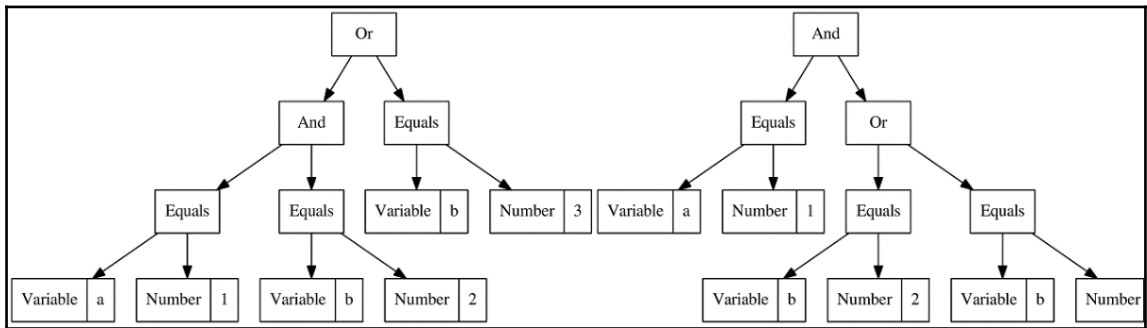 Or And
And Equals Equals Or
Equals Equals Variable b Number 3 Variable a Number 1 Equals Equals
Variable a Number 1 Variable b Number 2 Variable b Number 2 Variable b Number